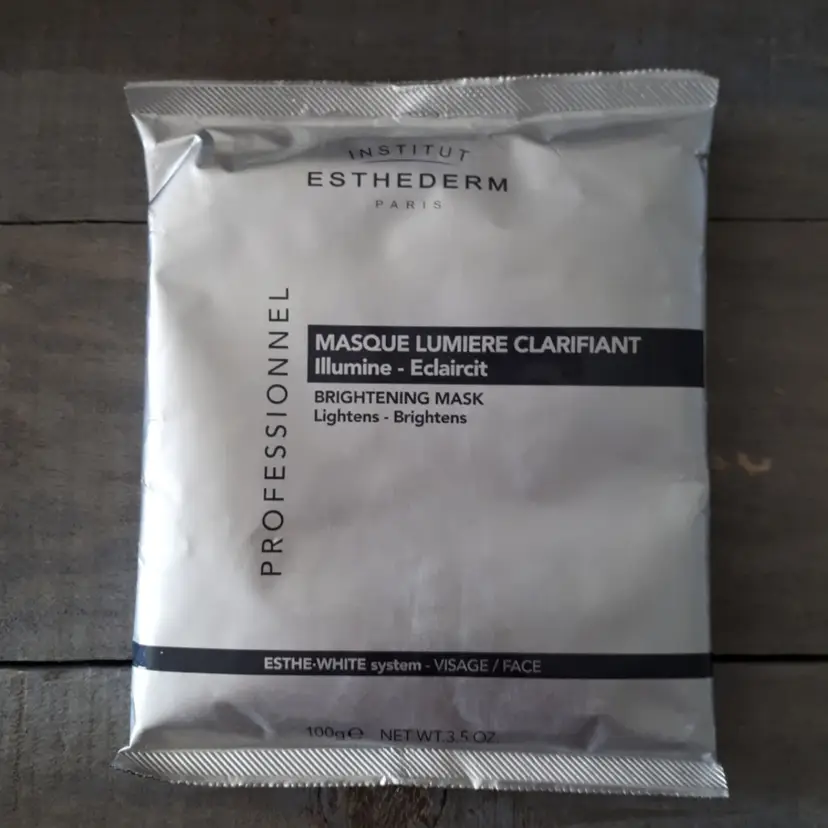 INSTITUT
ESTHEDERM
PARIS
PROFESSIONNEL
MASQUE LUMIERE CLARIFIANT
Illumine - Eclaircit
BRIGHTENING MASK
Lightens - Brightens
ESTHE·WHITE system - VISAGE / FACE
100g ℮ NET.WT.3.5 OZ.